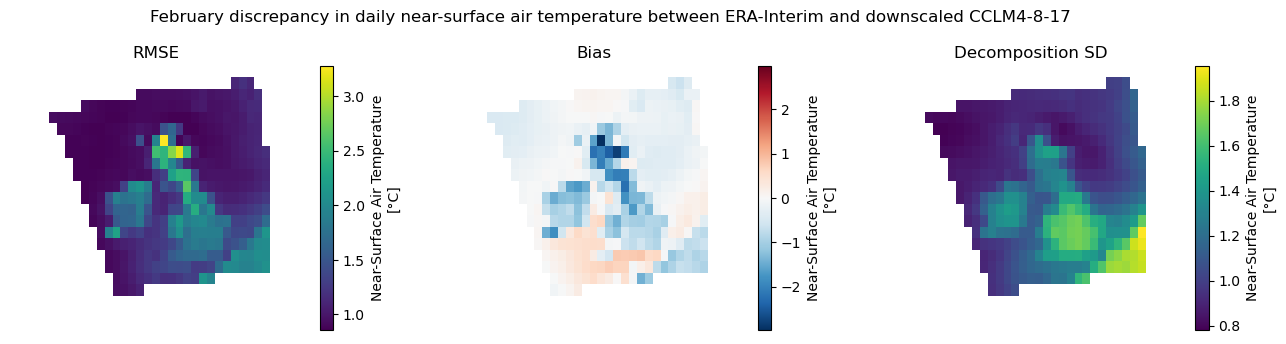 February discrepancy in daily near-surface air temperature between ERA-Interim and downscaled CCLM4-8-17
RMSE
3.0
2.5
2.0
1.5
1.0
Near-Surface Air Temperature
[°C]
Bias
2
1
0
−1
−2
Near-Surface Air Temperature
[°C]
Decomposition SD
1.8
1.6
1.4
1.2
1.0
0.8
Near-Surface Air Temperature
[°C]